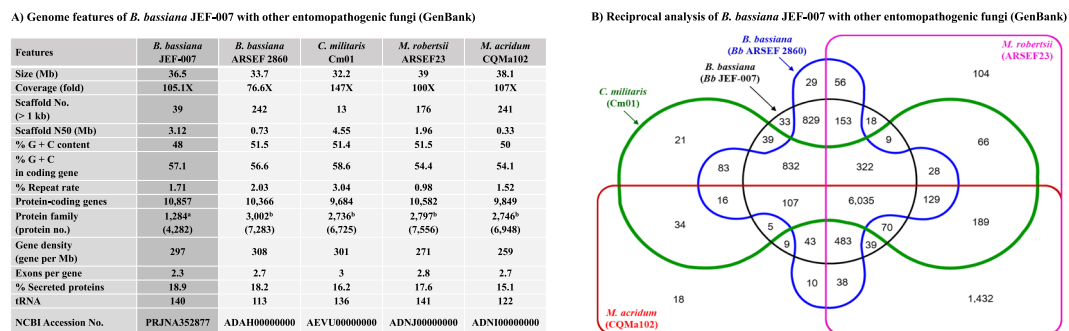 A) Genome features of B. bassiana JEF-007 with other entomopathogenic fungi (GenBank)
Features B. bassiana JEF-007 B. bassiana ARSEF 2860 C. militaris Cm01 M. robertsii ARSEF23 M. acridum CQMa102
Size (Mb) 36.5 33.7 32.2 39 38.1
Coverage (fold) 105.1X 76.6X 147X 100X 107X
Scaffold No. (> 1 kb) 39 242 13 176 241
Scaffold N50 (Mb) 3.12 0.73 4.55 1.96 0.33
% G + C content 48 51.5 51.4 51.5 50
% G + C in coding gene 57.1 56.6 58.6 54.4 54.1
% Repeat rate 1.71 2.03 3.04 0.98 1.52
Protein-coding genes 10,857 10,366 9,684 10,582 9,849
Protein family 1,284ᵃ 3,002ᵇ 2,736ᵇ 2,797ᵇ 2,746ᵇ
(protein no.) (4,282) (7,283) (6,725) (7,556) (6,948)
Gene density (gene per Mb) 297 308 301 271 259
Exons per gene 2.3 2.7 3 2.8 2.7
% Secreted proteins 18.9 18.2 16.2 17.6 15.1
tRNA 140 113 136 141 122
NCBI Accession No. PRJNA352877 ADAH00000000 AEVU00000000 ADNJ00000000 ADNI00000000
B) Reciprocal analysis of B. bassiana JEF-007 with other entomopathogenic fungi (GenBank)
B. bassiana
(Bb ARSEF 2860)
M. robertsii
(ARSEF23)
B. bassiana
(Bb JEF-007)
C. militaris
(Cm01)
29 56 104
33 829 153 18
21 39 9 66
83 832 322 28
16 107 6,035 129
34 5 70 189
9 43 483 39
10 38
18 1,432
M. acridum
(CQMa102)